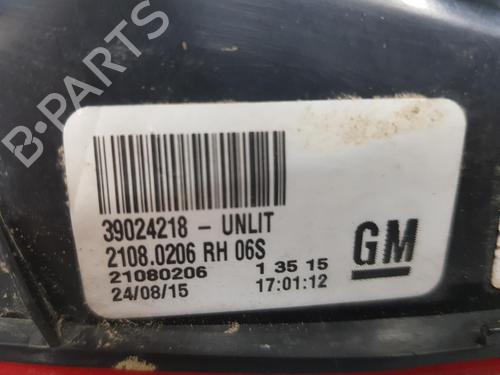 B-PARTS
39024218 - UNLIT
2108.0206 RH 06S
21080206 1 35 15
24/08/15 17:01:12
GM